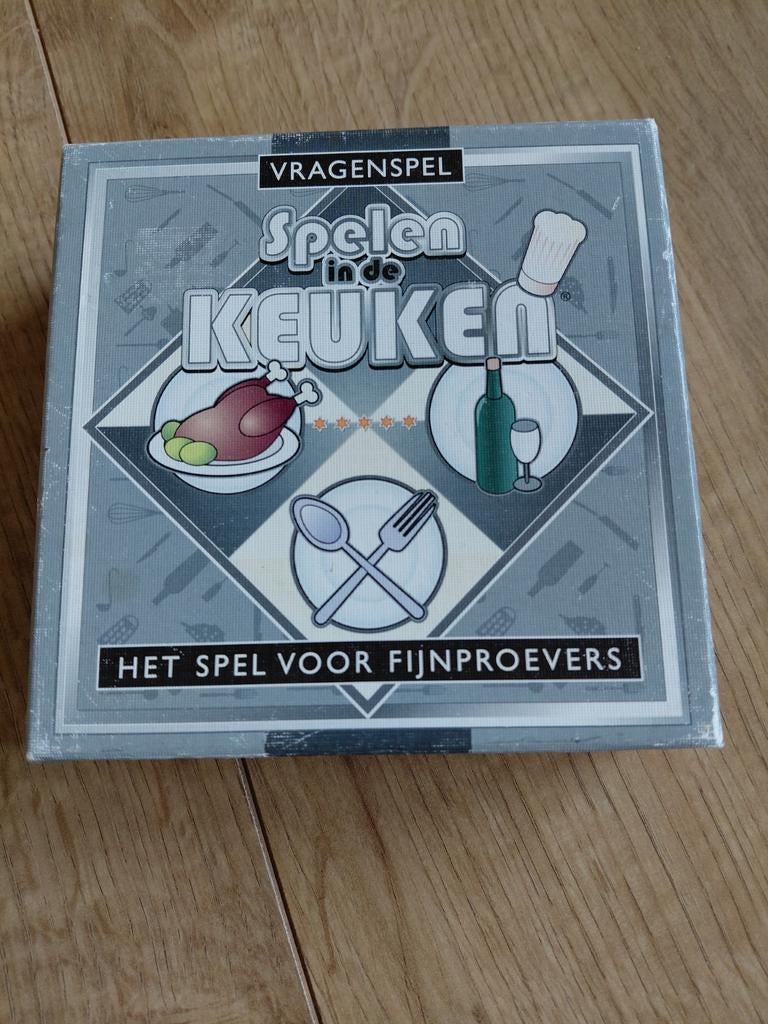 VRAGENSPEL
Spelen
in de
KEUKEN®
HET SPEL VOOR FIJNPROEVERS